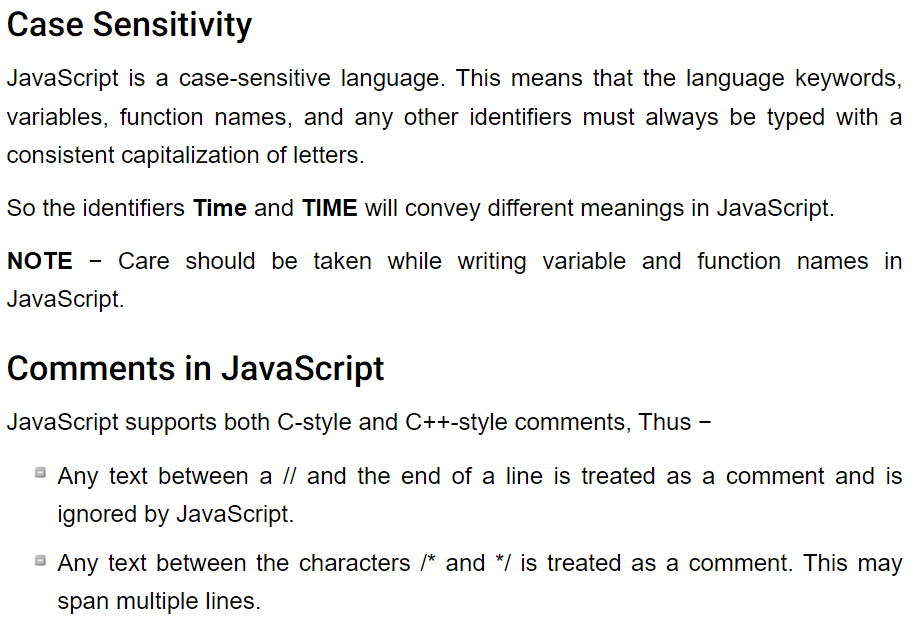 Case Sensitivity
JavaScript is a case-sensitive language. This means that the language keywords,
variables, function names, and any other identifiers must always be typed with a
consistent capitalization of letters.
So the identifiers Time and TIME will convey different meanings in JavaScript.
NOTE − Care should be taken while writing variable and function names in
JavaScript.
Comments in JavaScript
JavaScript supports both C-style and C++-style comments, Thus −
Any text between a // and the end of a line is treated as a comment and is
ignored by JavaScript.
Any text between the characters /* and */ is treated as a comment. This may
span multiple lines.